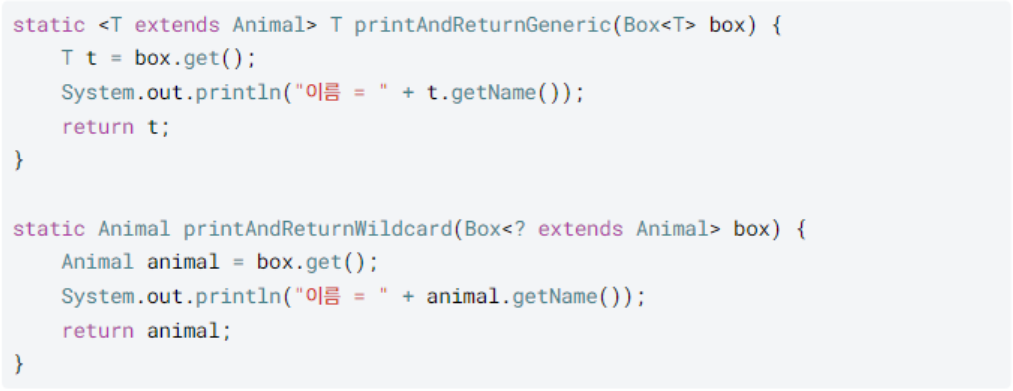 static <T extends Animal> T printAndReturnGeneric(Box<T> box) {
    T t = box.get();
    System.out.println("이름 = " + t.getName());
    return t;
}

static Animal printAndReturnWildcard(Box<? extends Animal> box) {
    Animal animal = box.get();
    System.out.println("이름 = " + animal.getName());
    return animal;
}